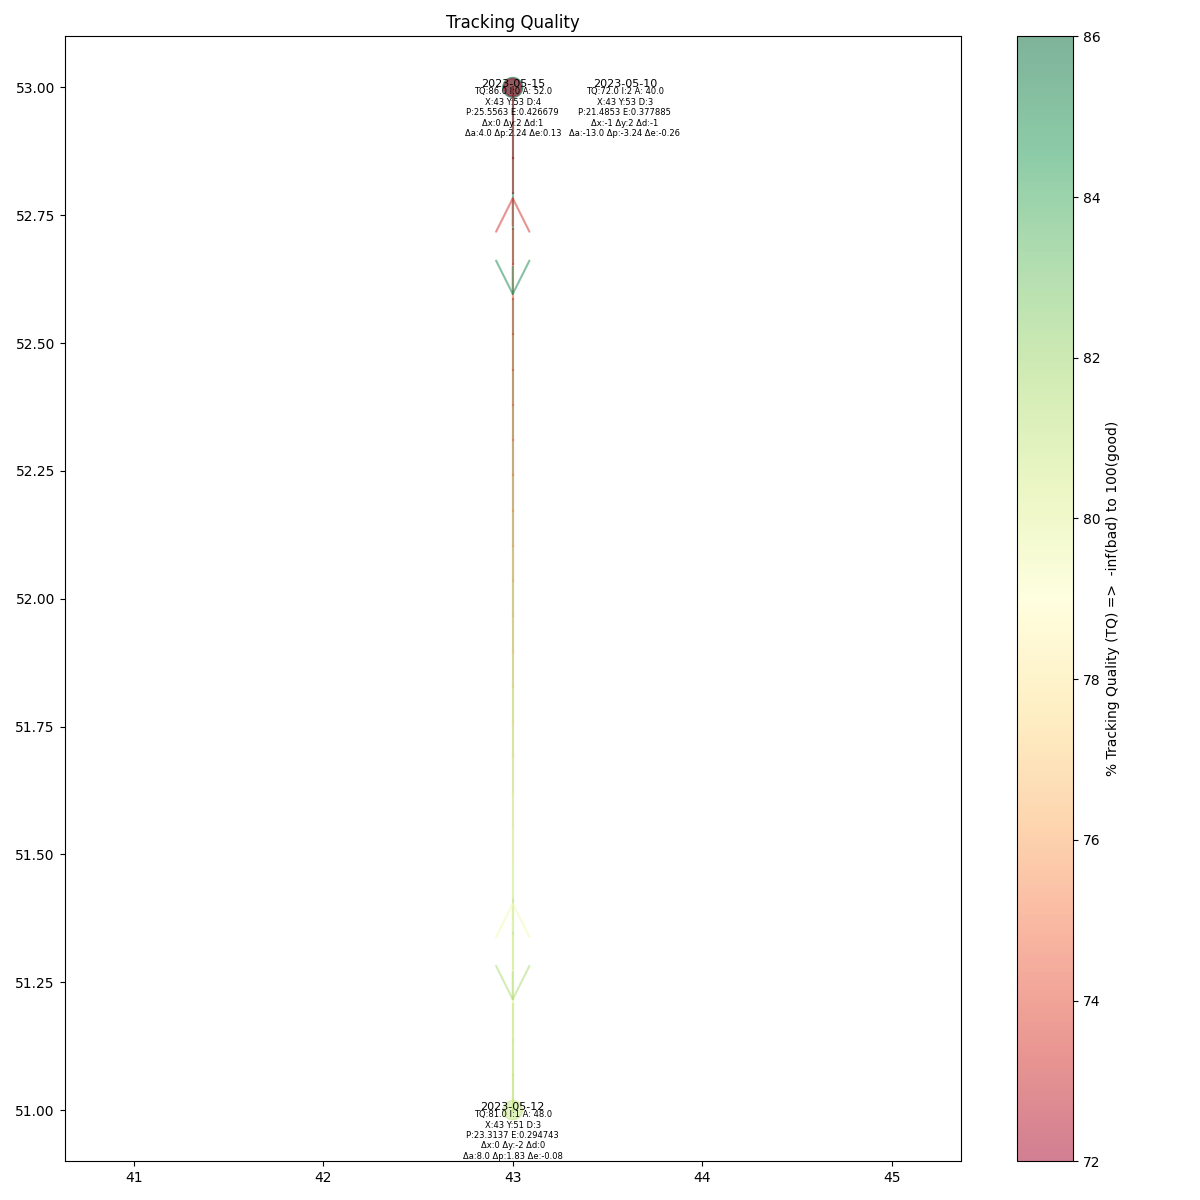 Tracking Quality
53.00
52.75
52.50
52.25
52.00
51.75
51.50
51.25
51.00
2023-05-15
TQ:86.0 I:0 A: 52.0
X:43 Y:53 D:4
P:25.5563 E:0.426679
Δx:0 Δy:2 Δd:1
Δa:4.0 Δp:2.24 Δe:0.13
2023-05-10
TQ:72.0 I:2 A: 40.0
X:43 Y:53 D:3
P:21.4853 E:0.377885
Δx:-1 Δy:2 Δd:-1
Δa:-13.0 Δp:-3.24 Δe:-0.26
2023-05-12
TQ:81.0 I:1 A: 48.0
X:43 Y:51 D:3
P:23.3137 E:0.294743
Δx:0 Δy:-2 Δd:0
Δa:8.0 Δp:1.83 Δe:-0.08
41
42
43
44
45
86
84
82
80
78
76
74
72
% Tracking Quality (TQ) => -inf(bad) to 100(good)